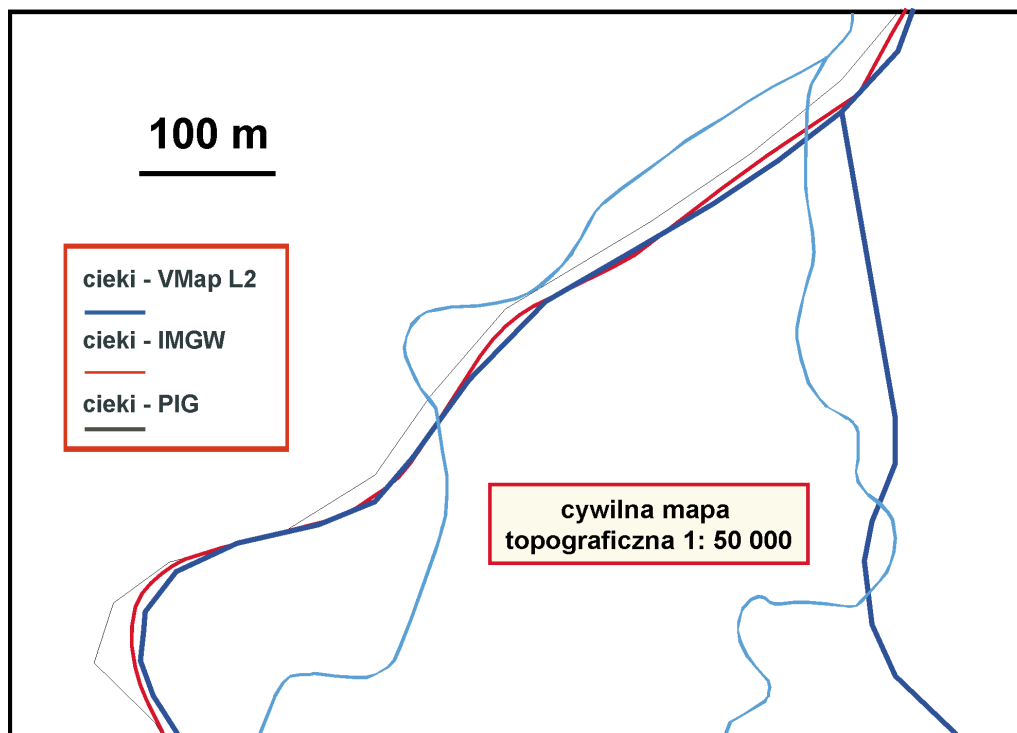 100 m
cieki - VMap L2
cieki - IMGW
cieki - PIG
cywilna mapa
topograficzna 1: 50 000